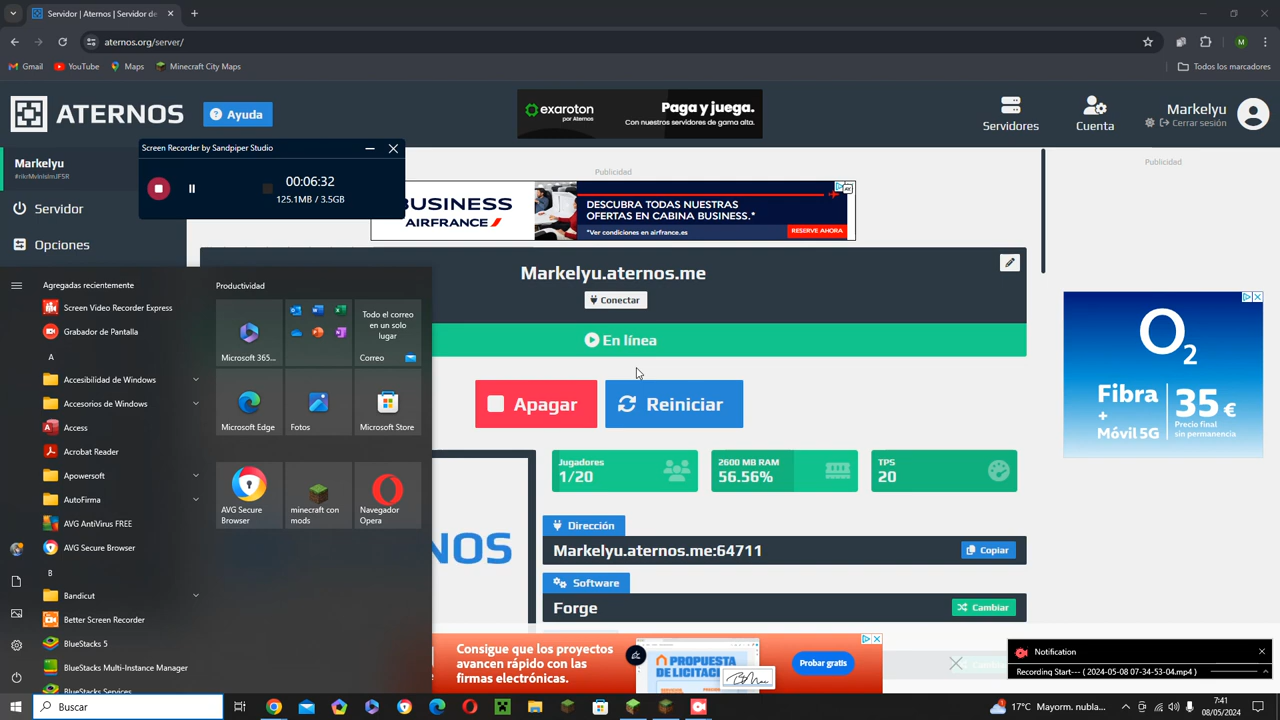 Servidor | Aternos | Servidor de
aternos.org/server/
Gmail
YouTube
Maps
Minecraft City Maps
Todos los marcadores
ATERNOS
Ayuda
exaroton
por Aternos
Paga y juega.
Con nuestros servidores de gama alta.
Servidores
Cuenta
Markelyu
Cerrar sesión
Markelyu
Screen Recorder by Sandpiper Studio
00:06:32
125.1MB / 3.5GB
Servidor
Opciones
Publicidad
Publicidad
BUSINESS
AIRFRANCE
DESCUBRA TODAS NUESTRAS
OFERTAS EN CABINA BUSINESS.*
*Ver condiciones en airfrance.es
RESERVE AHORA
Markelyu.aternos.me
Conectar
En línea
Apagar
Reiniciar
Jugadores
1/20
2600 MB RAM
56.56%
TPS
20
Dirección
Markelyu.aternos.me:64711
Copiar
Software
Forge
Cambiar
NOS
O2
Fibra
+
Móvil 5G
35 €
Precio final
sin permanencia
Agregadas recientemente
Screen Video Recorder Express
Grabador de Pantalla
A
Accesibilidad de Windows
Accesorios de Windows
Access
Acrobat Reader
Apowersoft
AutoFirma
AVG AntiVirus FREE
AVG Secure Browser
B
Bandicut
Better Screen Recorder
BlueStacks 5
BlueStacks Multi-Instance Manager
BlueStacks Services
Productividad
Microsoft 365...
Todo el correo
en un solo
lugar
Correo
Microsoft Edge
Fotos
Microsoft Store
AVG Secure
Browser
minecraft con
mods
Navegador
Opera
Consigue que los proyectos
avancen rápido con las
firmas electrónicas.
PROPUESTA
DE LICITACI
Probar gratis
Notification
Recording Start--- ( 2024-05-08 07-34-53-04.mp4 )
Buscar
17°C Mayorm. nubla...
7:41
08/05/2024